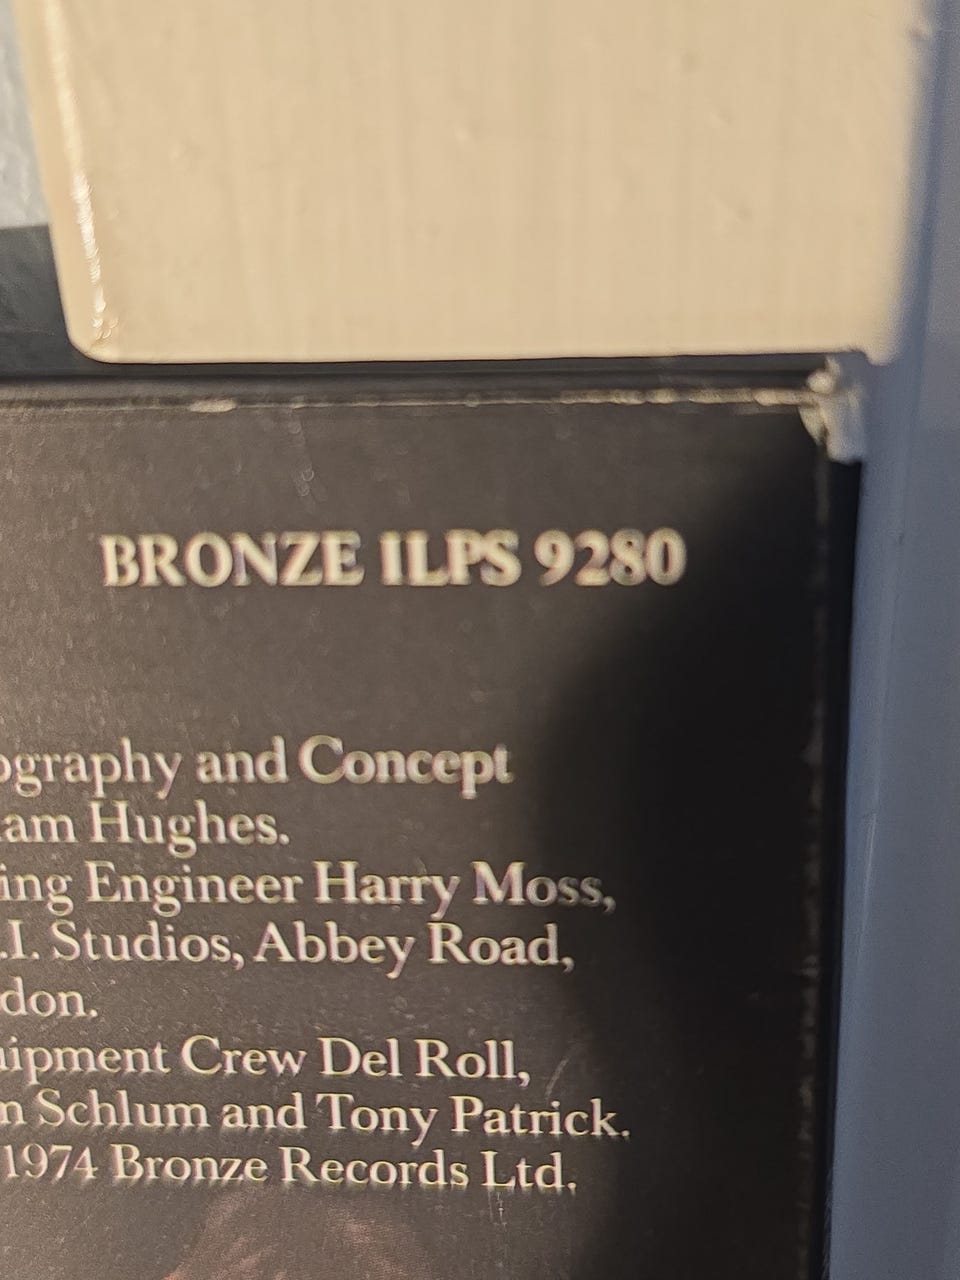 BRONZE ILPS 9280
ography and Concept
am Hughes.
ing Engineer Harry Moss,
.I. Studios, Abbey Road,
don.
uipment Crew Del Roll,
n Schlum and Tony Patrick.
1974 Bronze Records Ltd.